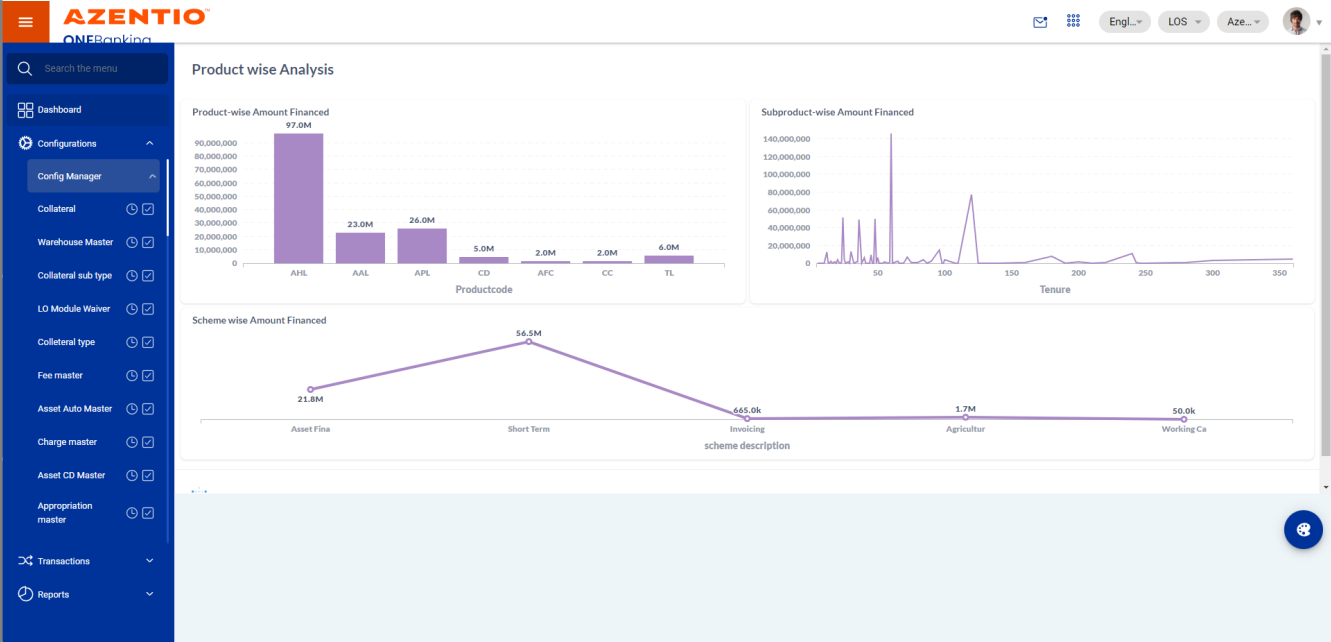 AZENTIO
ONEBanking
Engl...
LOS
Aze...
Search the menu
Dashboard
Configurations
Config Manager
Collateral
Warehouse Master
Collateral sub type
LO Module Waiver
Colleteral type
Fee master
Asset Auto Master
Charge master
Asset CD Master
Appropriation
master
Transactions
Reports
Product wise Analysis
Product-wise Amount Financed
97.0M
23.0M
26.0M
5.0M
2.0M
2.0M
6.0M
90,000,000
80,000,000
70,000,000
60,000,000
50,000,000
40,000,000
30,000,000
20,000,000
10,000,000
0
AHL AAL APL CD AFC CC TL
Productcode
Subproduct-wise Amount Financed
140,000,000
120,000,000
100,000,000
80,000,000
60,000,000
40,000,000
20,000,000
0
50 100 150 200 250 300 350
Tenure
Scheme wise Amount Financed
21.8M
56.5M
665.0k
1.7M
50.0k
Asset Fina Short Term Invoicing Agricultur Working Ca
scheme description